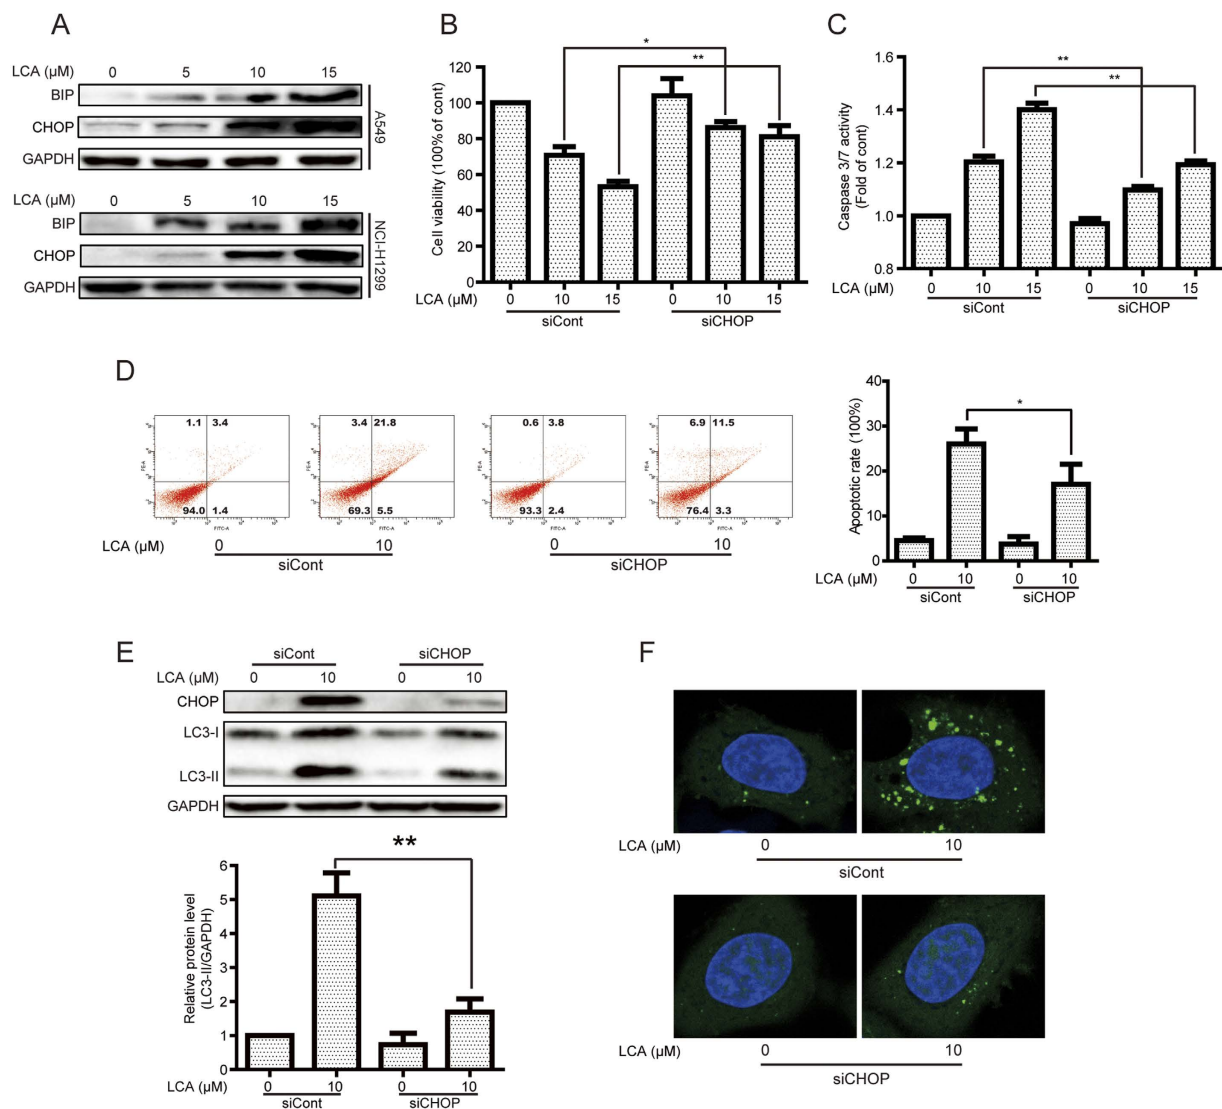 A
LCA (µM) 0 5 10 15
BIP
CHOP
GAPDH
A549
LCA (µM) 0 5 10 15
BIP
CHOP
GAPDH
NCI-H1299
B
* 
**
Cell viability (100% of cont)
120
100
80
60
40
20
0
LCA (µM) 0 10 15 0 10 15
siCont siCHOP
C
**
**
Caspase 3/7 activity
(Fold of cont)
1.6
1.4
1.2
1.0
0.8
LCA (µM) 0 10 15 0 10 15
siCont siCHOP
D
1.1 3.4
94.0 1.4
PE-A
FITC-A
3.4 21.8
69.3 5.5
PE-A
FITC-A
0.6 3.8
93.3 2.4
PE-A
FITC-A
6.9 11.5
76.4 3.3
PE-A
FITC-A
LCA (µM) 0 10 0 10
siCont siCHOP
*
Apoptotic rate (100%)
40
30
20
10
0
LCA (µM) 0 10 0 10
siCont siCHOP
E
siCont siCHOP
LCA (µM) 0 10 0 10
CHOP
LC3-I
LC3-II
GAPDH
**
Relative protein level
(LC3-II/GAPDH)
6
5
4
3
2
1
0
LCA (µM) 0 10 0 10
siCont siCHOP
F
LCA (µM) 0 10
siCont
LCA (µM) 0 10
siCHOP